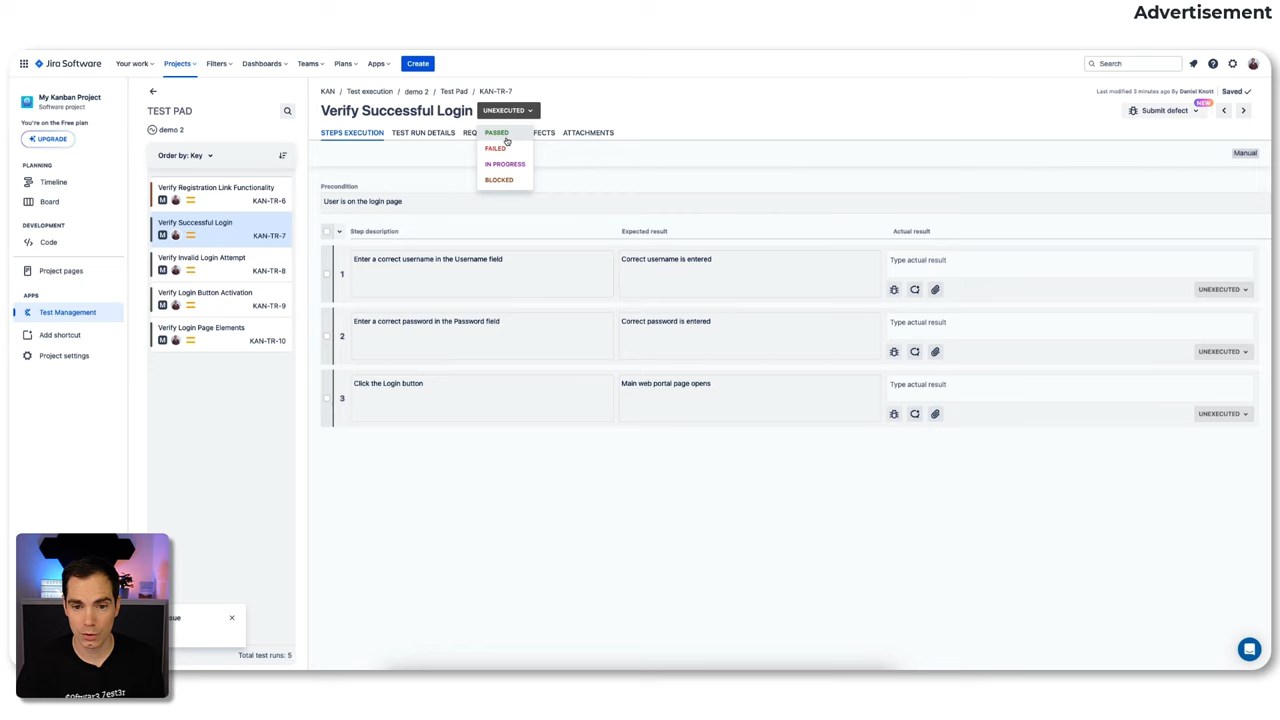 Advertisement
Jira Software
Your work
Projects
Filters
Dashboards
Teams
Plans
Apps
Create
Search
My Kanban Project
Software project
You're on the Free plan
UPGRADE
PLANNING
Timeline
Board
DEVELOPMENT
Code
Project pages
APPS
Test Management
Add shortcut
Project settings
TEST PAD
demo 2
Order by: Key
Verify Registration Link Functionality
M KAN-TR-6
Verify Successful Login
M KAN-TR-7
Verify Invalid Login Attempt
M KAN-TR-8
Verify Login Button Activation
M KAN-TR-9
Verify Login Page Elements
M KAN-TR-10
Total test runs: 5
KAN / Test execution / demo 2 / Test Pad / KAN-TR-7
Last modified 3 minutes ago By Daniel Knott
Saved
Verify Successful Login
UNEXECUTED
Submit defect
NEW
STEPS EXECUTION
TEST RUN DETAILS
REQ
FECTS
ATTACHMENTS
PASSED
FAILED
IN PROGRESS
BLOCKED
Manual
Precondition
User is on the login page
Step description
Expected result
Actual result
1
Enter a correct username in the Username field
Correct username is entered
Type actual result
UNEXECUTED
2
Enter a correct password in the Password field
Correct password is entered
Type actual result
UNEXECUTED
3
Click the Login button
Main web portal page opens
Type actual result
UNEXECUTED
sue
$oftwar3 7est3r